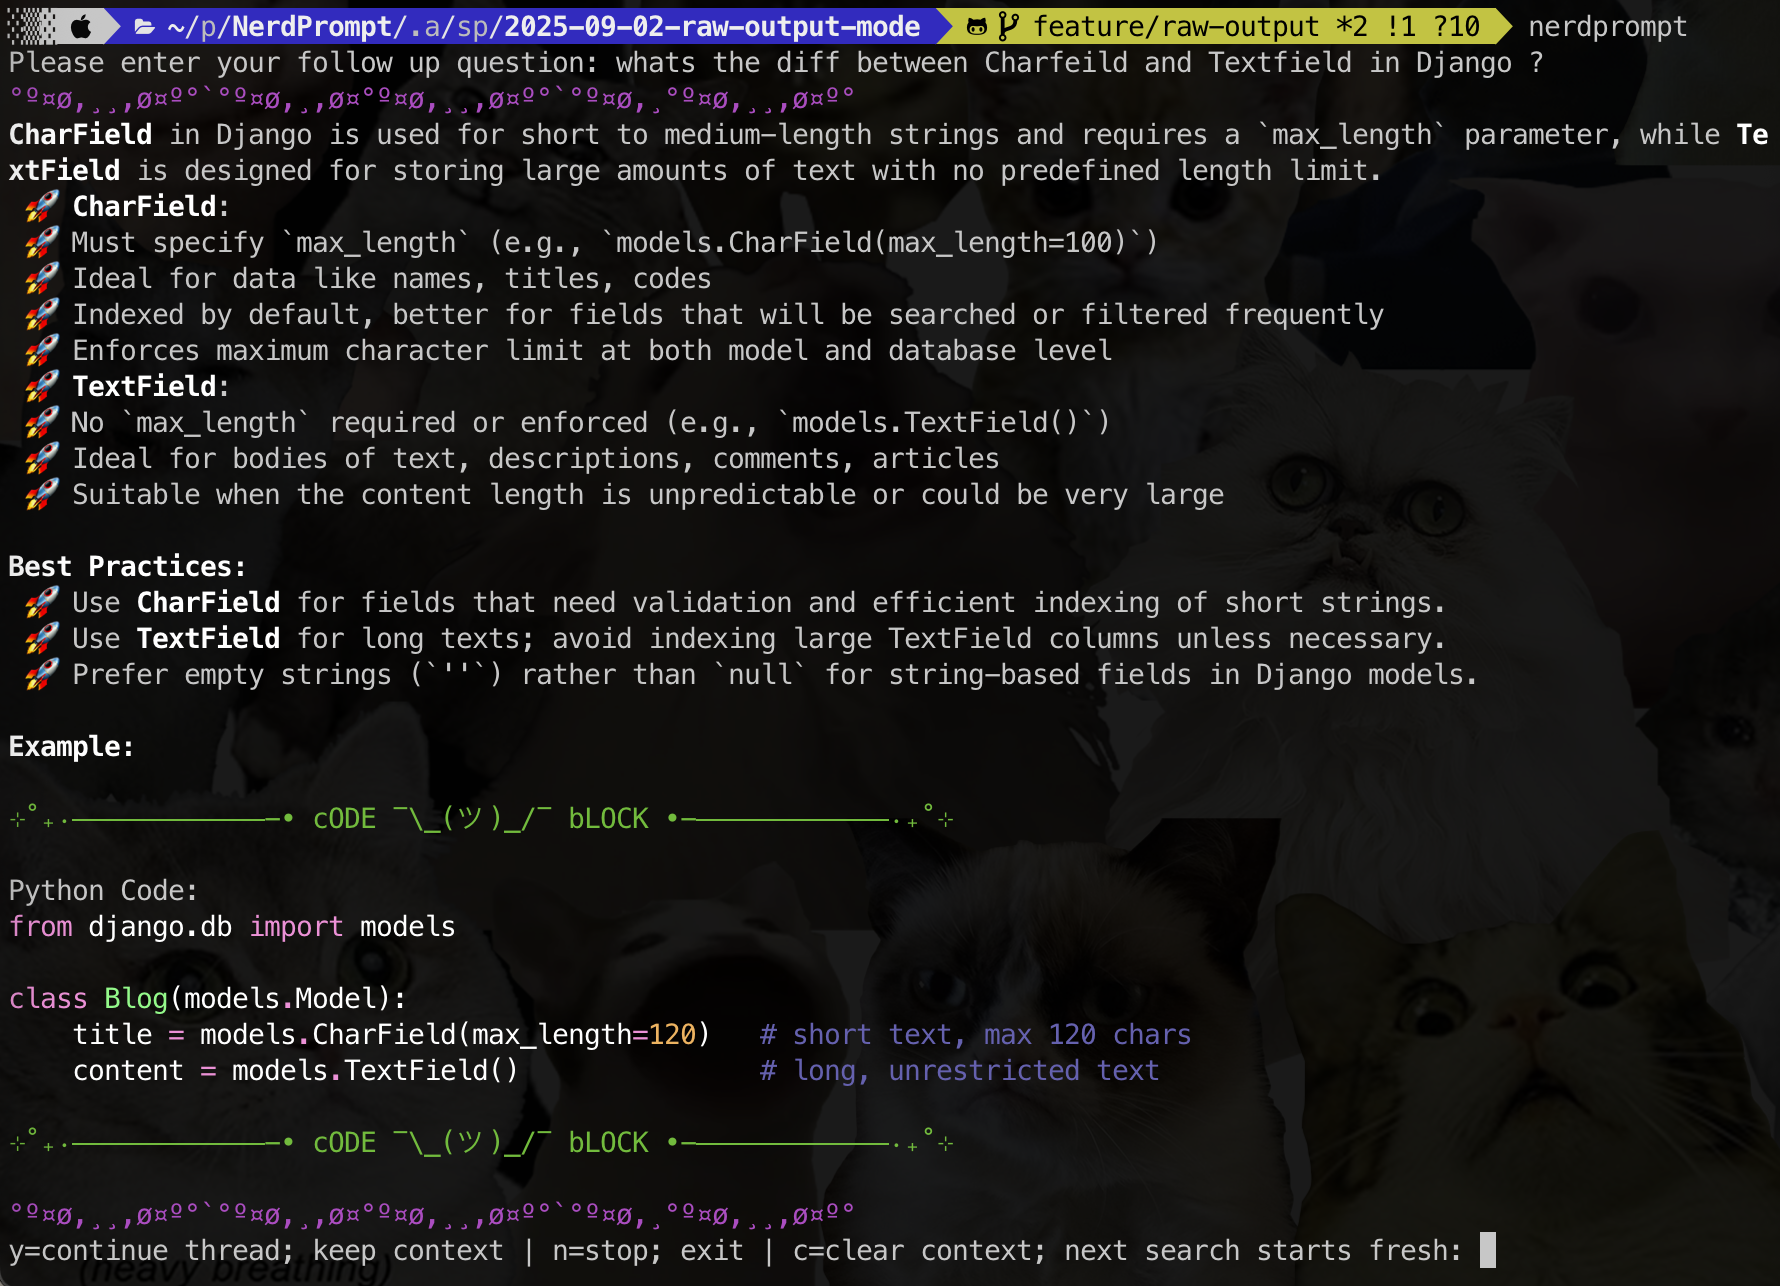 ~/p/NerdPrompt/.a/sp/2025-09-02-raw-output-mode feature/raw-output *2 !1 ?10 nerdprompt
Please enter your follow up question: whats the diff between Charfeild and Textfield in Django ?
°º¤ø,¸¸,ø¤º°`°º¤ø,¸,ø¤°º¤ø,¸¸,ø¤º°`°º¤ø,¸°º¤ø,¸¸,ø¤º°
CharField in Django is used for short to medium-length strings and requires a `max_length` parameter, while Te
xtField is designed for storing large amounts of text with no predefined length limit.
🚀 CharField:
🚀 Must specify `max_length` (e.g., `models.CharField(max_length=100)`)
🚀 Ideal for data like names, titles, codes
🚀 Indexed by default, better for fields that will be searched or filtered frequently
🚀 Enforces maximum character limit at both model and database level
🚀 TextField:
🚀 No `max_length` required or enforced (e.g., `models.TextField()`)
🚀 Ideal for bodies of text, descriptions, comments, articles
🚀 Suitable when the content length is unpredictable or could be very large
Best Practices:
🚀 Use CharField for fields that need validation and efficient indexing of short strings.
🚀 Use TextField for long texts; avoid indexing large TextField columns unless necessary.
🚀 Prefer empty strings (`''`) rather than `null` for string-based fields in Django models.
Example:
⊹˚₊‧————————————–• cODE ¯\_(ツ)_/¯ bLOCK •–————————————‧₊˚⊹
Python Code:
from django.db import models
class Blog(models.Model):
    title = models.CharField(max_length=120)   # short text, max 120 chars
    content = models.TextField()               # long, unrestricted text
⊹˚₊‧————————————–• cODE ¯\_(ツ)_/¯ bLOCK •–————————————‧₊˚⊹
°º¤ø,¸¸,ø¤º°`°º¤ø,¸,ø¤°º¤ø,¸¸,ø¤º°`°º¤ø,¸°º¤ø,¸¸,ø¤º°
y=continue thread; keep context | n=stop; exit | c=clear context; next search starts fresh:
(heavy breathing)